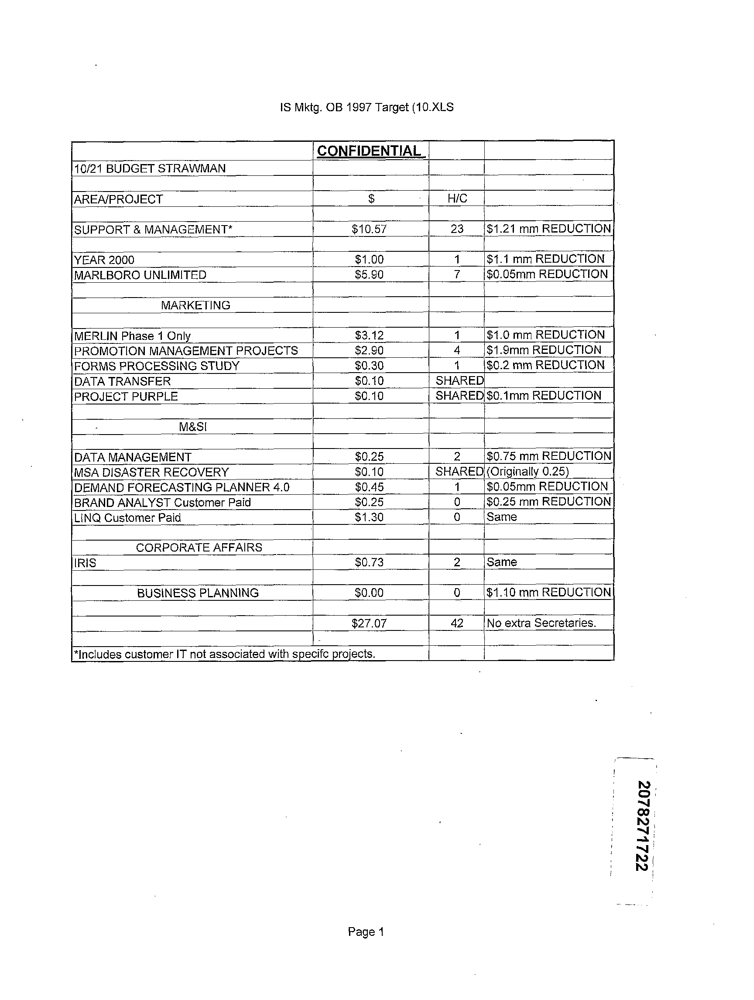 IS Mktg. OB 1997 Target (10.XLS
CONFIDENTIAL
10/21 BUDGET STRAWMAN
AREA/PROJECT $ H/C
SUPPORT & MANAGEMENT* $10.57 23 $1.21 mm REDUCTION
YEAR 2000 $1.00 1 $1.1 mm REDUCTION
MARLBORO UNLIMITED $5.90 7 $0.05mm REDUCTION
MARKETING
MERLIN Phase 1 Only $3.12 1 $1.0 mm REDUCTION
PROMOTION MANAGEMENT PROJECTS $2.90 4 $1.9mm REDUCTION
FORMS PROCESSING STUDY $0.30 1 $0.2 mm REDUCTION
DATA TRANSFER $0.10 SHARED
PROJECT PURPLE $0.10 SHARED $0.1mm REDUCTION
M&SI
DATA MANAGEMENT $0.25 2 $0.75 mm REDUCTION
MSA DISASTER RECOVERY $0.10 SHARED (Originally 0.25)
DEMAND FORECASTING PLANNER 4.0 $0.45 1 $0.05mm REDUCTION
BRAND ANALYST Customer Paid $0.25 0 $0.25 mm REDUCTION
LINQ Customer Paid $1.30 0 Same
CORPORATE AFFAIRS
IRIS $0.73 2 Same
BUSINESS PLANNING $0.00 0 $1.10 mm REDUCTION
$27.07 42 No extra Secretaries.
*Includes customer IT not associated with specifc projects.
2078271722
Page 1